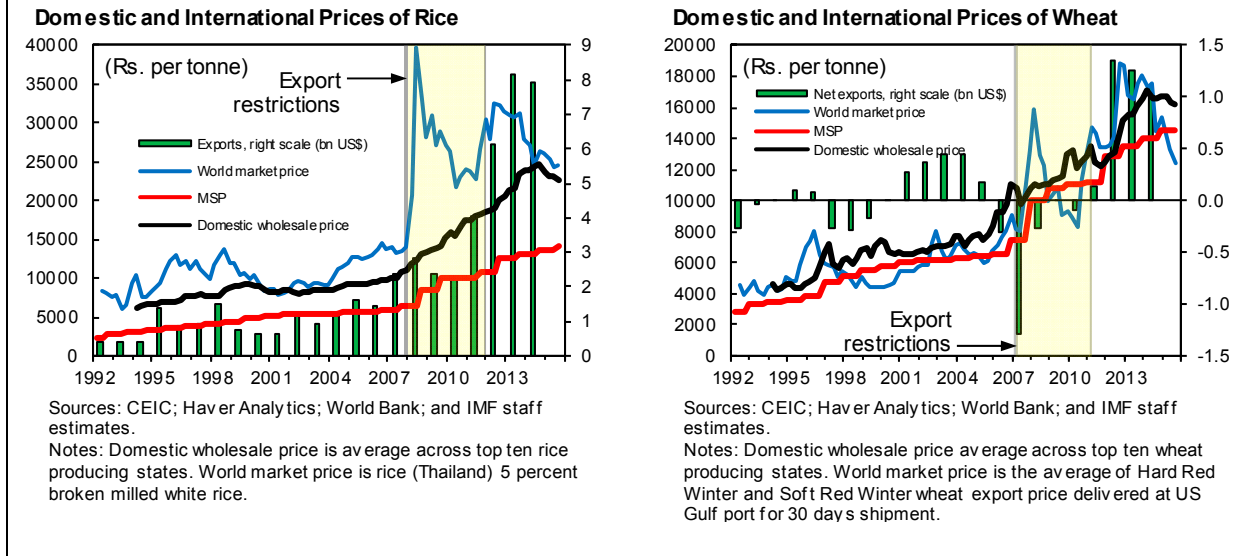 Domestic and International Prices of Rice
40000
35000
30000
25000
20000
15000
10000
5000
0
(Rs. per tonne)
Export
restrictions
Exports, right scale (bn US$)
World market price
MSP
Domestic wholesale price
9
8
7
6
5
4
3
2
1
0
1992 1995 1998 2001 2004 2007 2010 2013
Sources: CEIC; Haver Analytics; World Bank; and IMF staff
estimates.
Notes: Domestic wholesale price is average across top ten rice
producing states. World market price is rice (Thailand) 5 percent
broken milled white rice.
Domestic and International Prices of Wheat
20000
18000
16000
14000
12000
10000
8000
6000
4000
2000
0
(Rs. per tonne)
Net exports, right scale (bn US$)
World market price
MSP
Domestic wholesale price
Export
restrictions
1.5
1.0
0.5
0.0
-0.5
-1.0
-1.5
1992 1995 1998 2001 2004 2007 2010 2013
Sources: CEIC; Haver Analytics; World Bank; and IMF staff
estimates.
Notes: Domestic wholesale price average across top ten wheat
producing states. World market price is the average of Hard Red
Winter and Soft Red Winter wheat export price delivered at US
Gulf port for 30 days shipment.